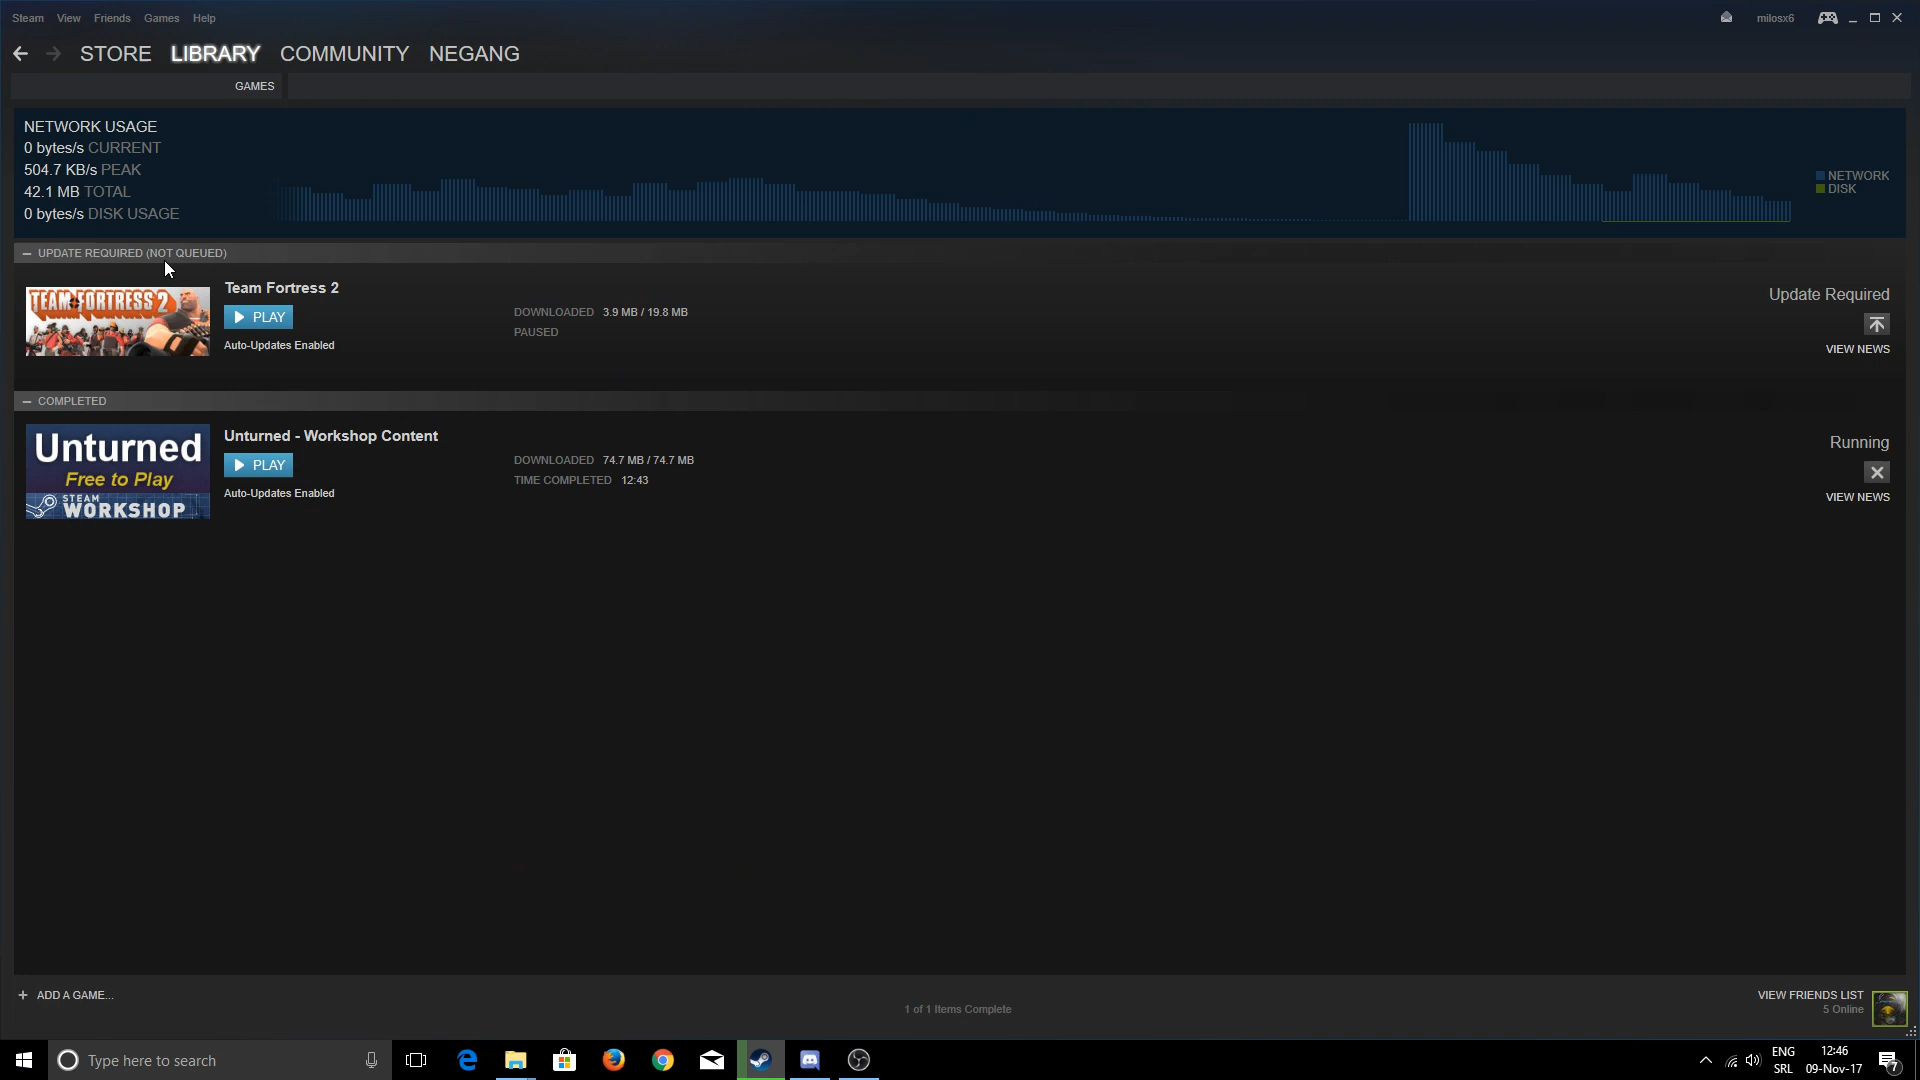 Steam View Friends Games Help
milosx6
STORE LIBRARY COMMUNITY NEGANG
GAMES
NETWORK USAGE
0 bytes/s CURRENT
504.7 KB/s PEAK
42.1 MB TOTAL
0 bytes/s DISK USAGE
NETWORK
DISK
UPDATE REQUIRED (NOT QUEUED)
TEAM FORTRESS 2
Team Fortress 2
PLAY
Auto-Updates Enabled
DOWNLOADED 3.9 MB / 19.8 MB
PAUSED
Update Required
VIEW NEWS
COMPLETED
Unturned
Free to Play
STEAM
WORKSHOP
Unturned - Workshop Content
PLAY
Auto-Updates Enabled
DOWNLOADED 74.7 MB / 74.7 MB
TIME COMPLETED 12:43
Running
VIEW NEWS
+ ADD A GAME...
1 of 1 Items Complete
VIEW FRIENDS LIST
5 Online
Type here to search
ENG
SRL
12:46
09-Nov-17
7